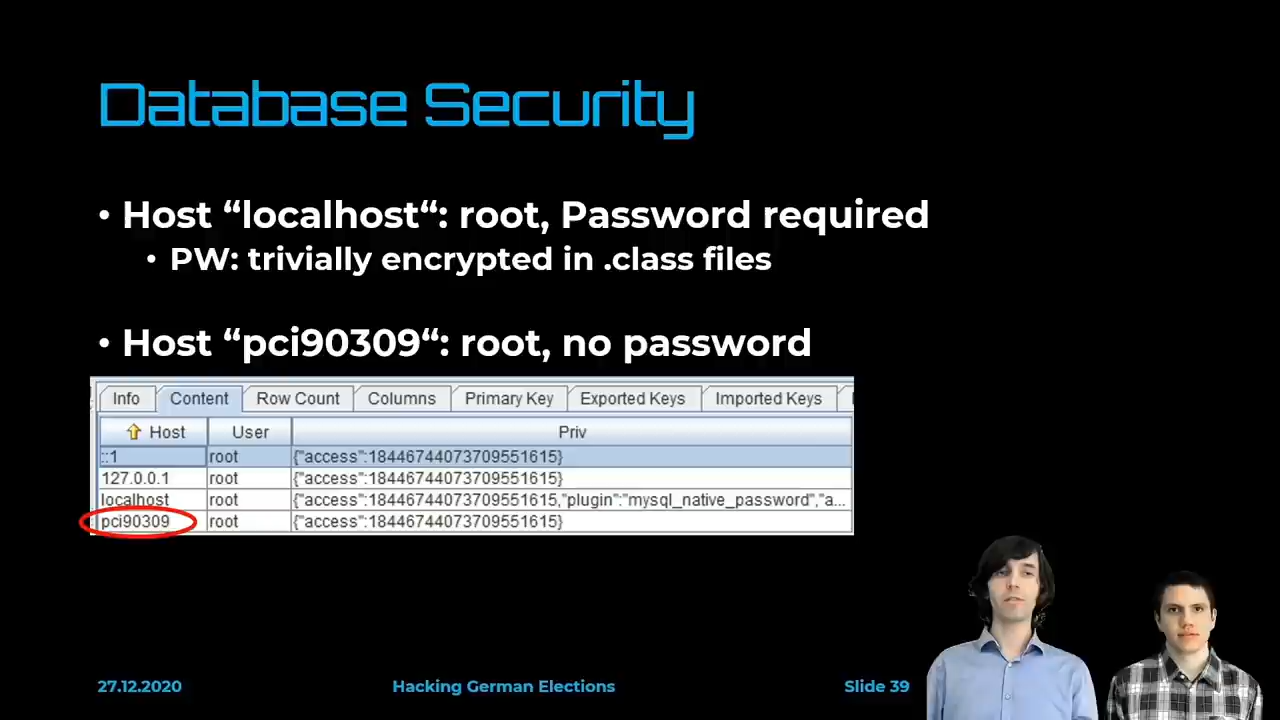 Database Security
• Host “localhost“: root, Password required
• PW: trivially encrypted in .class files
• Host “pci90309“: root, no password
Info Content Row Count Columns Primary Key Exported Keys Imported Keys
Host User Priv
::1 root {"access":18446744073709551615}
127.0.0.1 root {"access":18446744073709551615}
localhost root {"access":18446744073709551615,"plugin":"mysql_native_password","a...
pci90309 root {"access":18446744073709551615}
27.12.2020 Hacking German Elections Slide 39